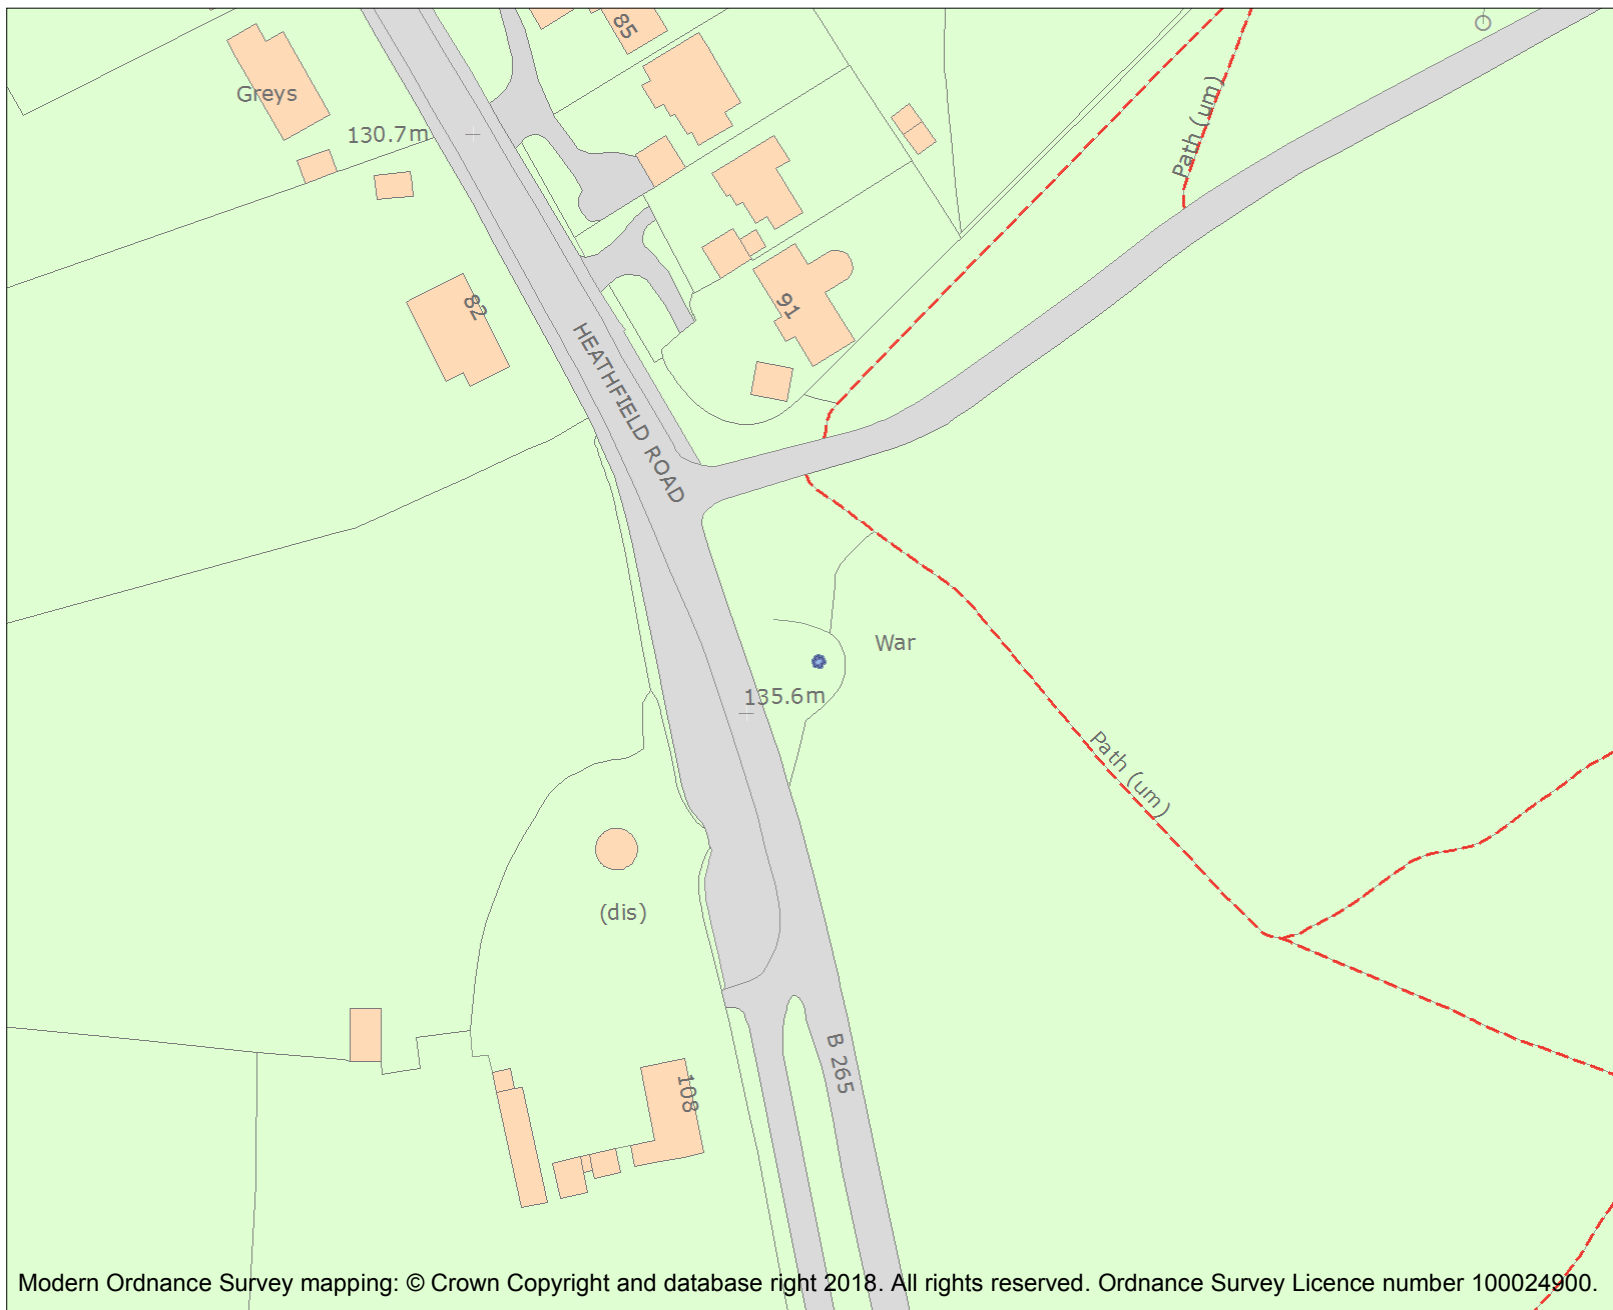 85
Greys
130.7m
Path (um)
82
91
HEATHFIELD ROAD
War
135.6m
Path (um)
(dis)
B 265
108
Modern Ordnance Survey mapping: © Crown Copyright and database right 2018. All rights reserved. Ordnance Survey Licence number 100024900.